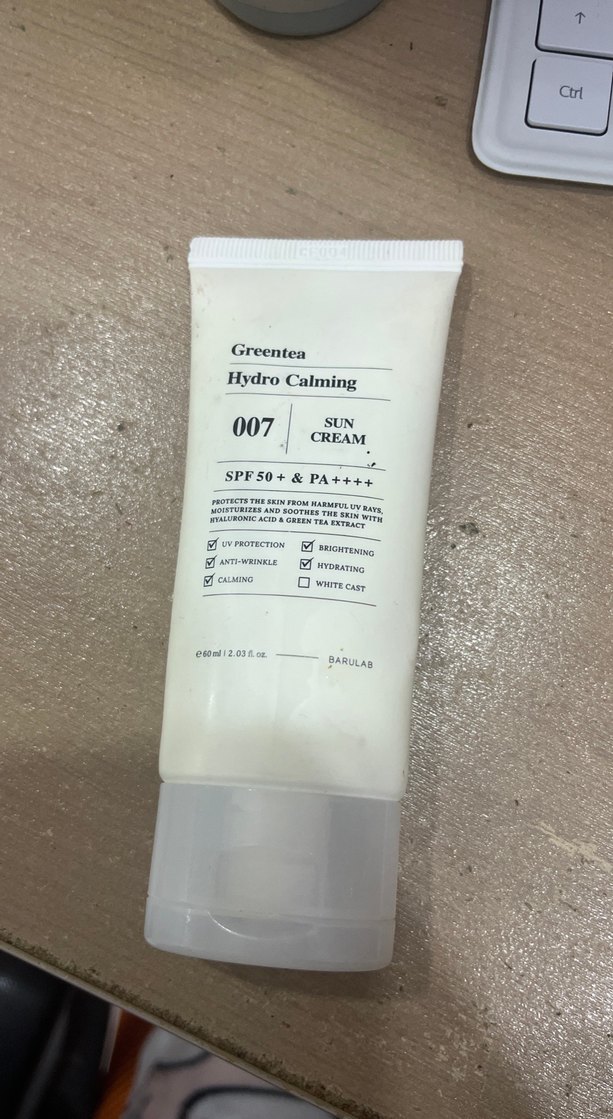 ↑
Ctrl
Greentea
Hydro Calming
007
SUN
CREAM
SPF 50+ & PA++++
PROTECTS THE SKIN FROM HARMFUL UV RAYS,
MOISTURIZES AND SOOTHES THE SKIN WITH
HYALURONIC ACID & GREEN TEA EXTRACT
UV PROTECTION
BRIGHTENING
ANTI-WRINKLE
HYDRATING
CALMING
WHITE CAST
℮60 ml | 2.03 fl. oz.
BARULAB